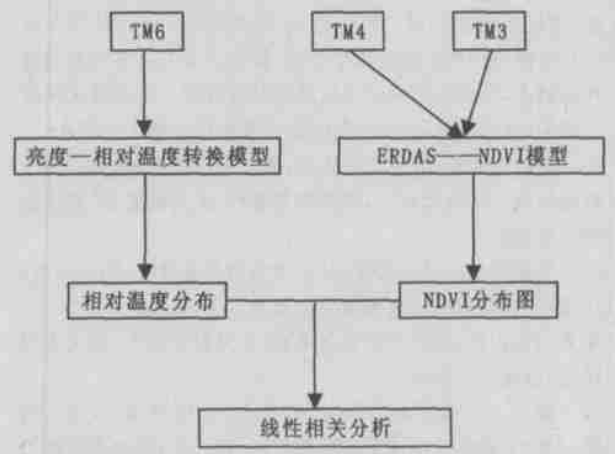 TM6
TM4
TM3
亮度—相对温度转换模型
ERDAS——NDVI模型
相对温度分布
NDVI分布图
线性相关分析